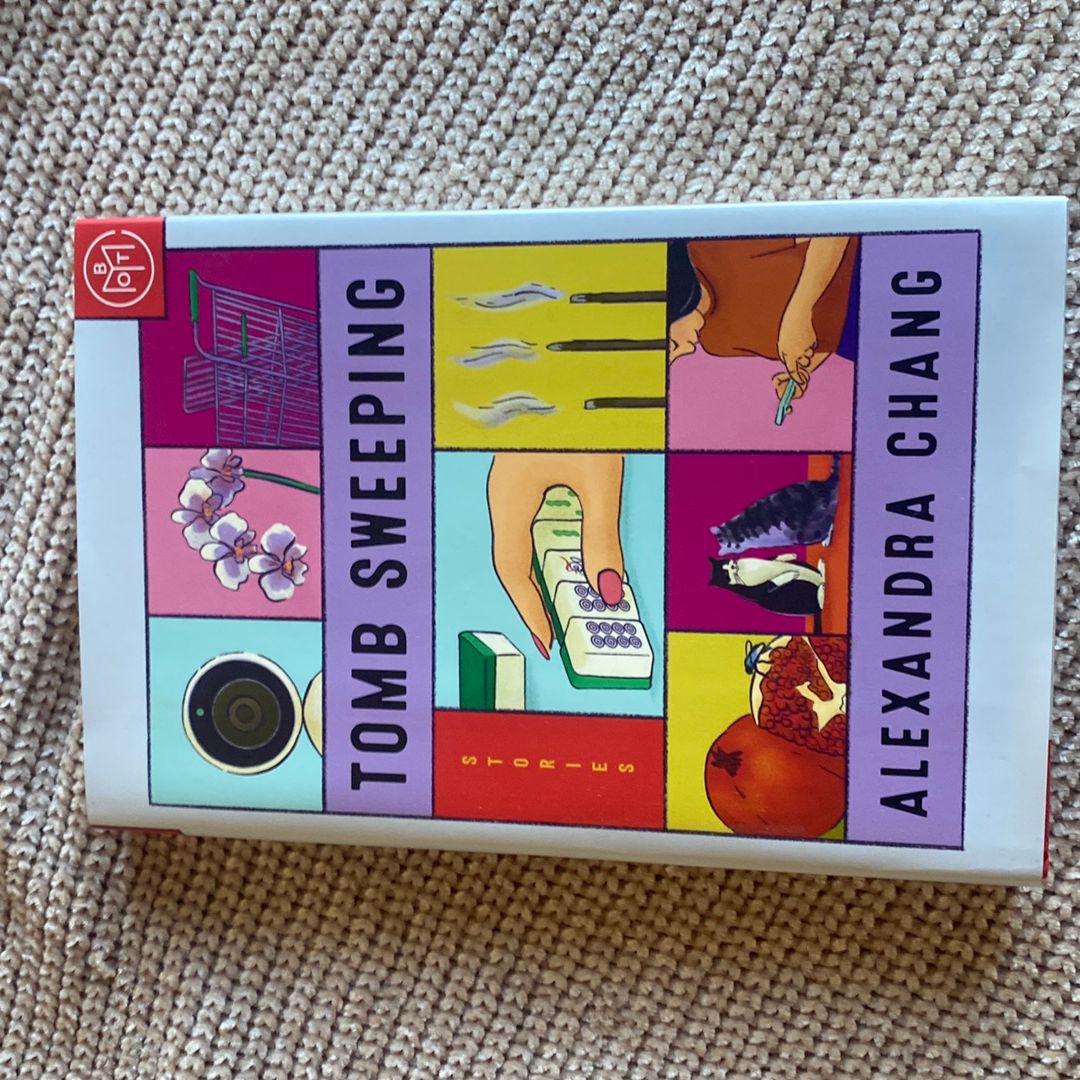 BOTM
TOMB SWEEPING
STORIES
ALEXANDRA CHANG